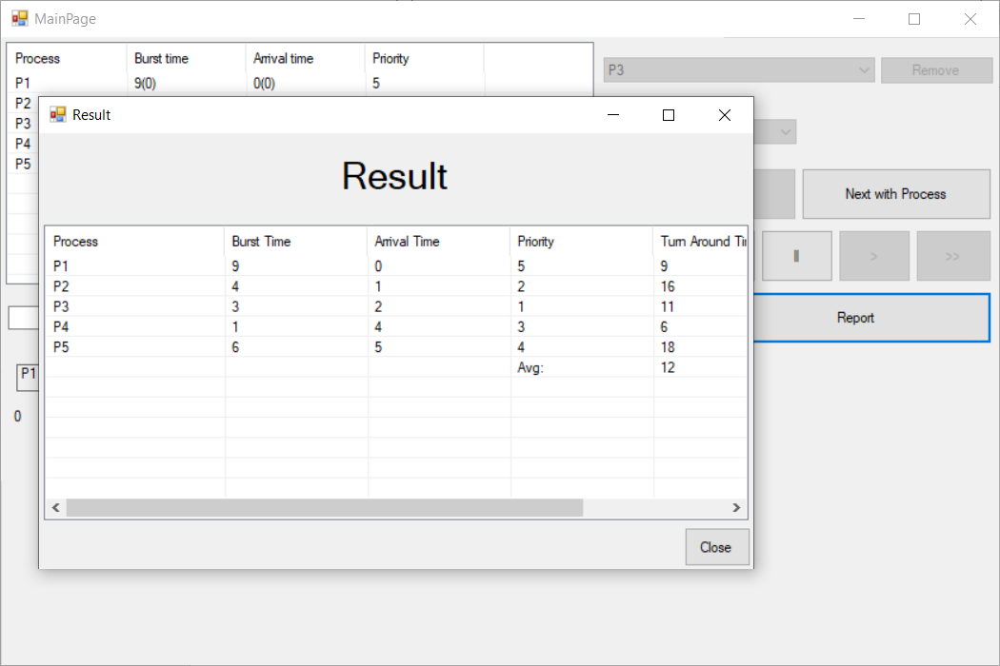 MainPage
Process Burst time Arrival time Priority
P1 9(0) 0(0) 5
P2
P3
P4
P5
P3
Remove
Next with Process
> >>
Report
P1
0
Result
Result
Process Burst Time Arrival Time Priority Turn Around Ti
P1 9 0 5 9
P2 4 1 2 16
P3 3 2 1 11
P4 1 4 3 6
P5 6 5 4 18
Avg: 12
Close